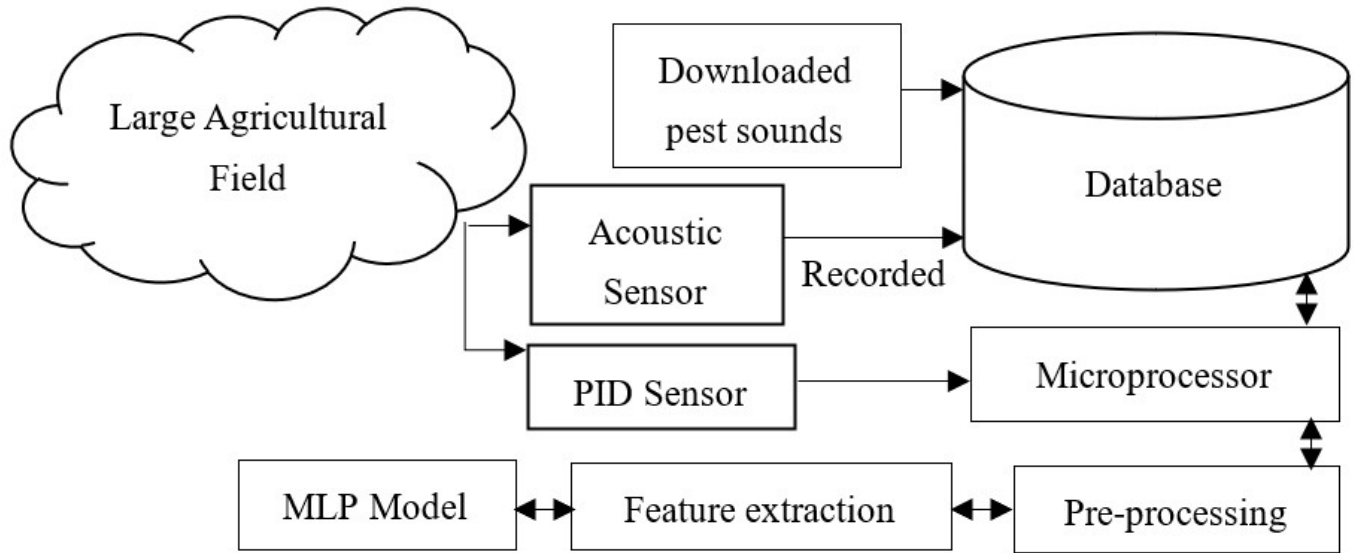 Large Agricultural
Field
Downloaded
pest sounds
Database
Acoustic
Sensor
Recorded
PID Sensor
Microprocessor
MLP Model
Feature extraction
Pre-processing